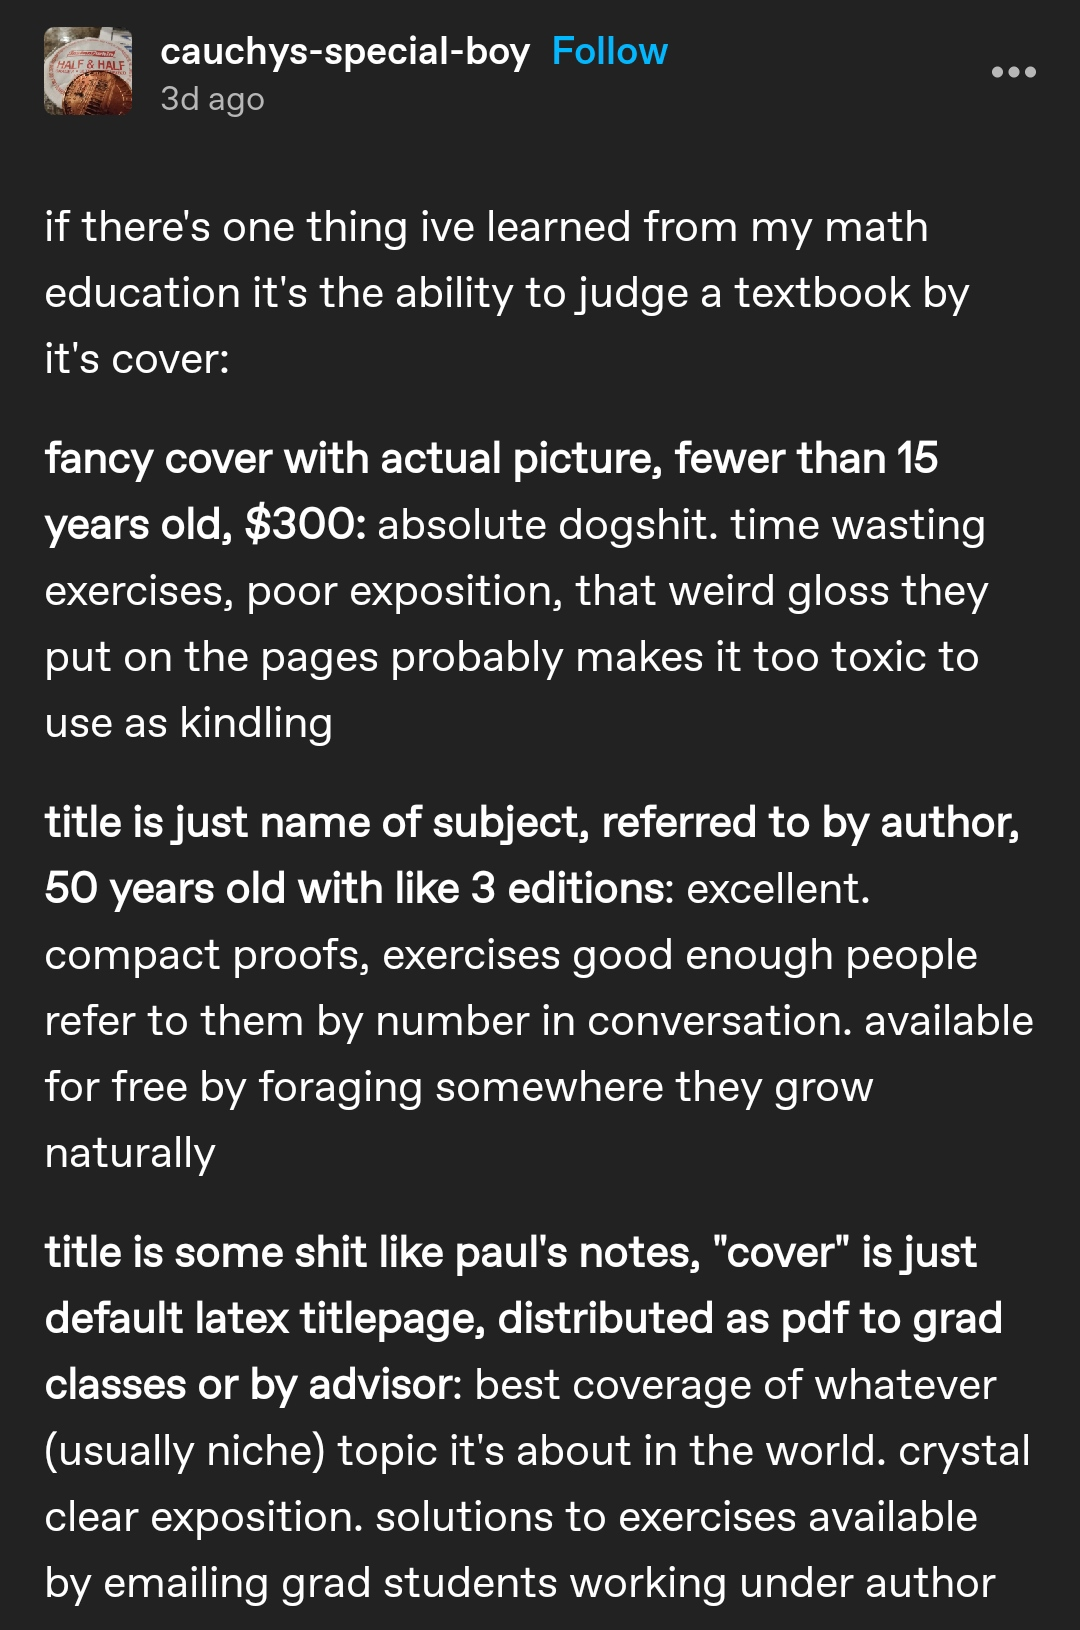 cauchys-special-boy Follow
3d ago
HALF & HALF
if there's one thing ive learned from my math
education it's the ability to judge a textbook by
it's cover:
fancy cover with actual picture, fewer than 15
years old, $300: absolute dogshit. time wasting
exercises, poor exposition, that weird gloss they
put on the pages probably makes it too toxic to
use as kindling
title is just name of subject, referred to by author,
50 years old with like 3 editions: excellent.
compact proofs, exercises good enough people
refer to them by number in conversation. available
for free by foraging somewhere they grow
naturally
title is some shit like paul's notes, "cover" is just
default latex titlepage, distributed as pdf to grad
classes or by advisor: best coverage of whatever
(usually niche) topic it's about in the world. crystal
clear exposition. solutions to exercises available
by emailing grad students working under author